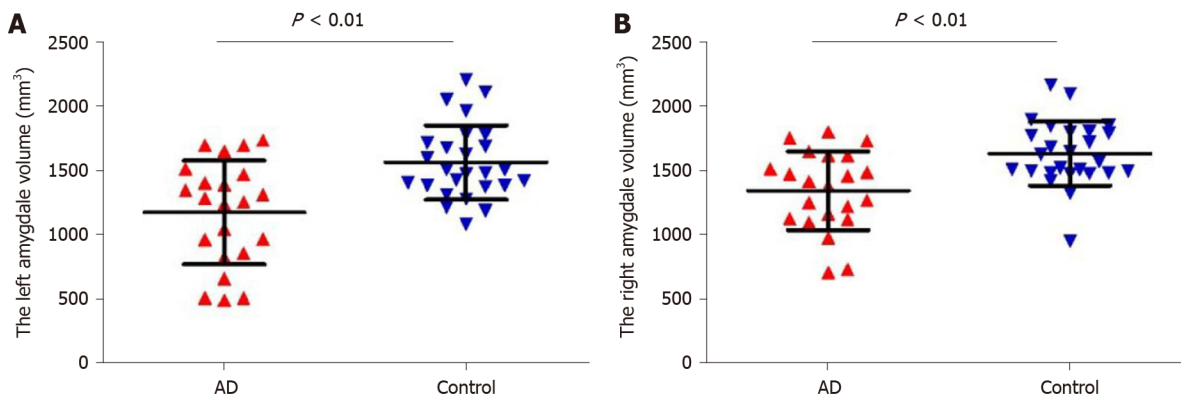 A
P < 0.01
The left amygdale volume (mm³)
2500
2000
1500
1000
500
0
AD
Control
B
P < 0.01
The right amygdale volume (mm³)
2500
2000
1500
1000
500
0
AD
Control